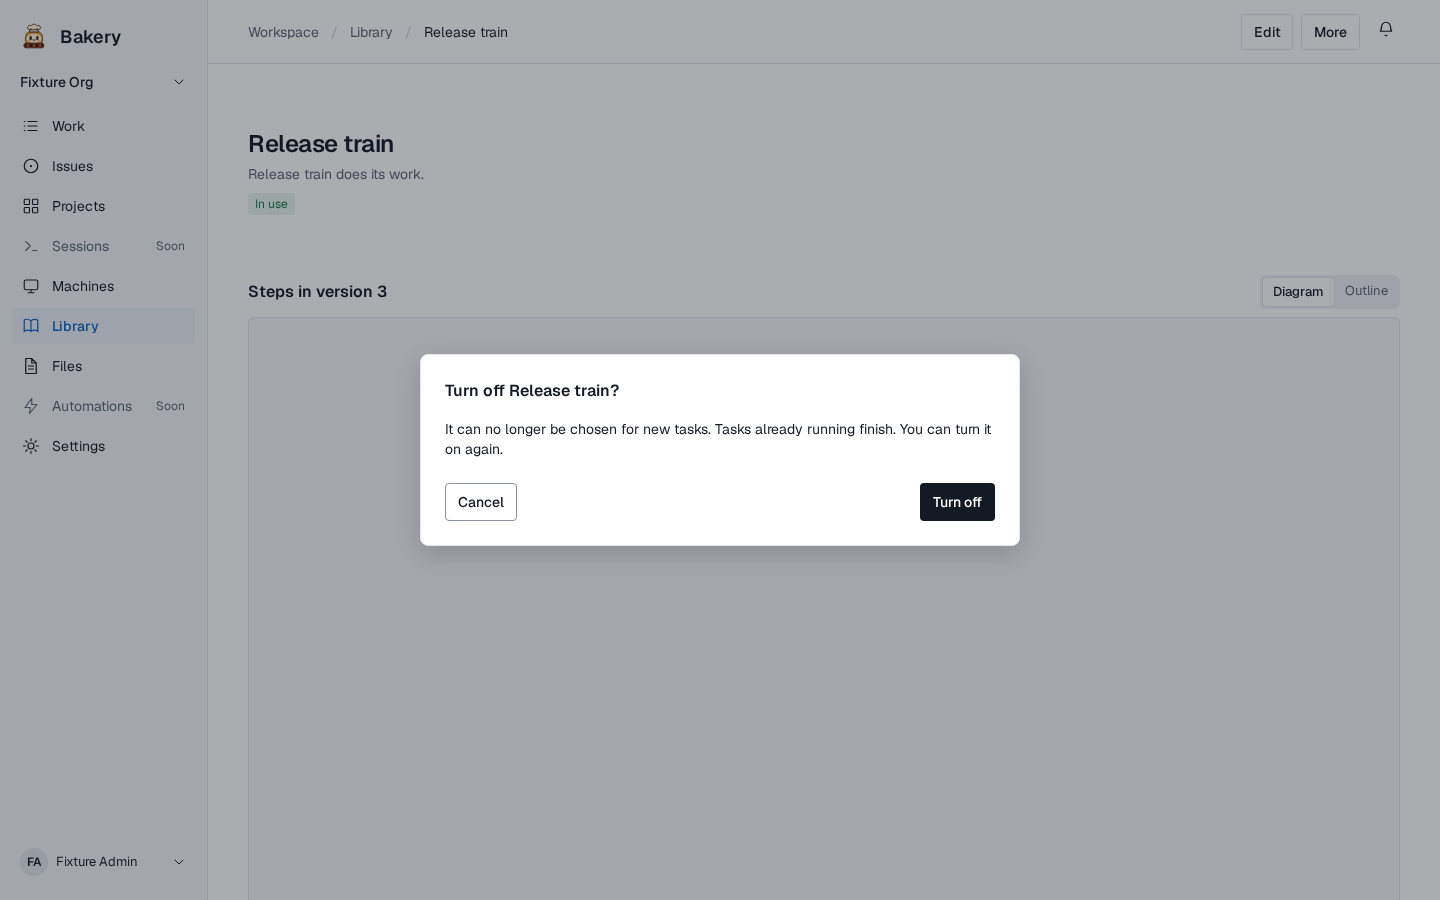 Bakery
Fixture Org
Work
Issues
Projects
Sessions Soon
Machines
Library
Files
Automations Soon
Settings
FA Fixture Admin
Workspace / Library / Release train
Edit More
Release train
Release train does its work.
In use
Steps in version 3
Diagram Outline
Turn off Release train?
It can no longer be chosen for new tasks. Tasks already running finish. You can turn it
on again.
Cancel Turn off